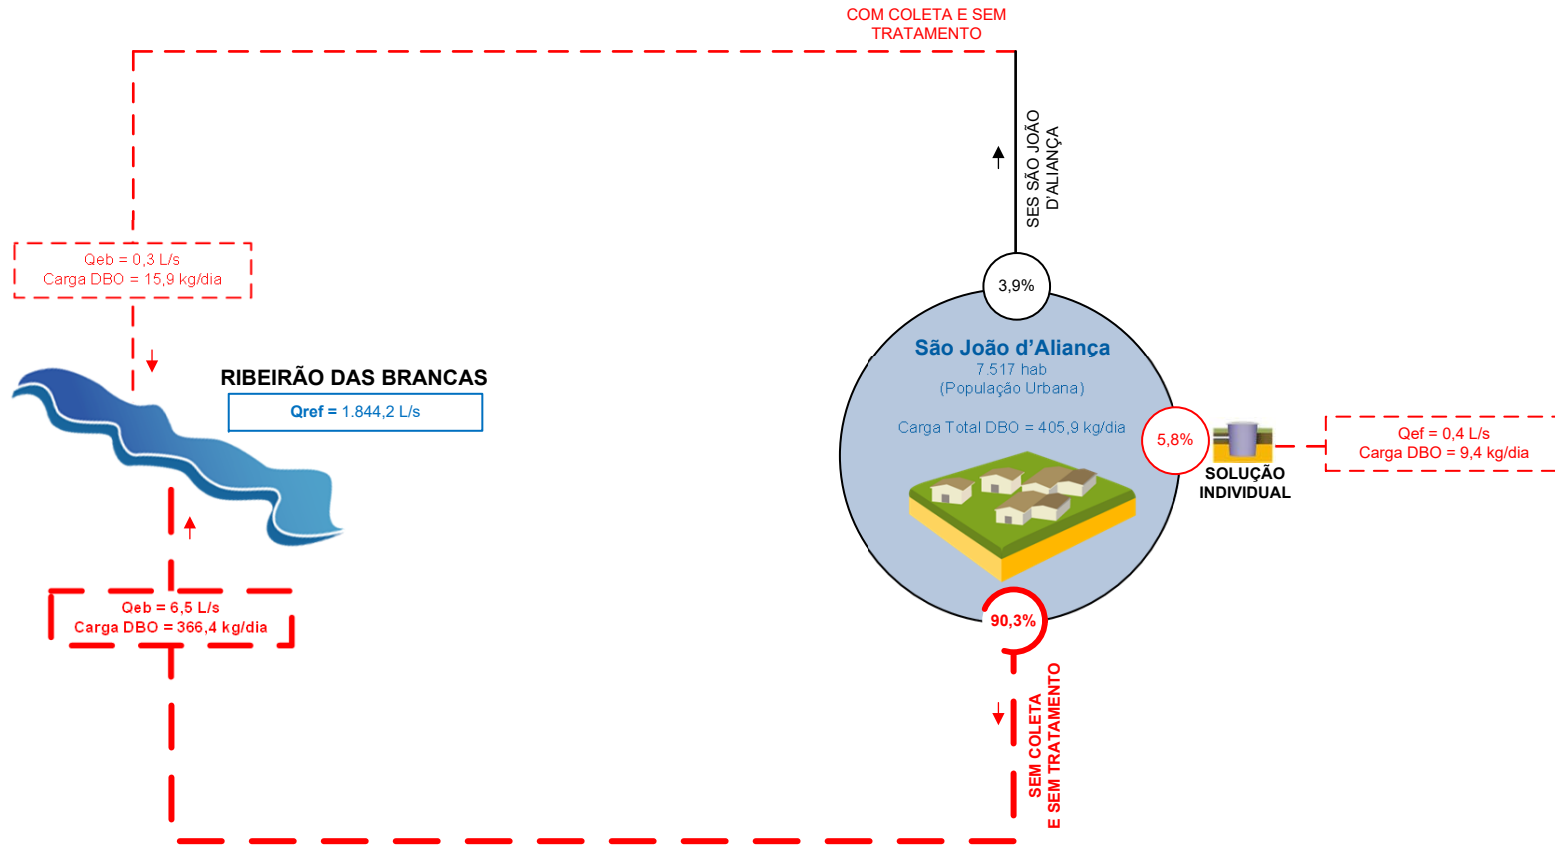 COM COLETA E SEM
TRATAMENTO
SES SÃO JOÃO
D'ALIANÇA
Qeb = 0,3 L/s
Carga DBO = 15,9 kg/dia
3,9%
São João d’Aliança
7.517 hab
(População Urbana)
Carga Total DBO = 405,9 kg/dia
RIBEIRÃO DAS BRANCAS
Qref = 1.844,2 L/s
5,8%
SOLUÇÃO
INDIVIDUAL
Qef = 0,4 L/s
Carga DBO = 9,4 kg/dia
Qeb = 6,5 L/s
Carga DBO = 366,4 kg/dia
90,3%
SEM COLETA
E SEM TRATAMENTO